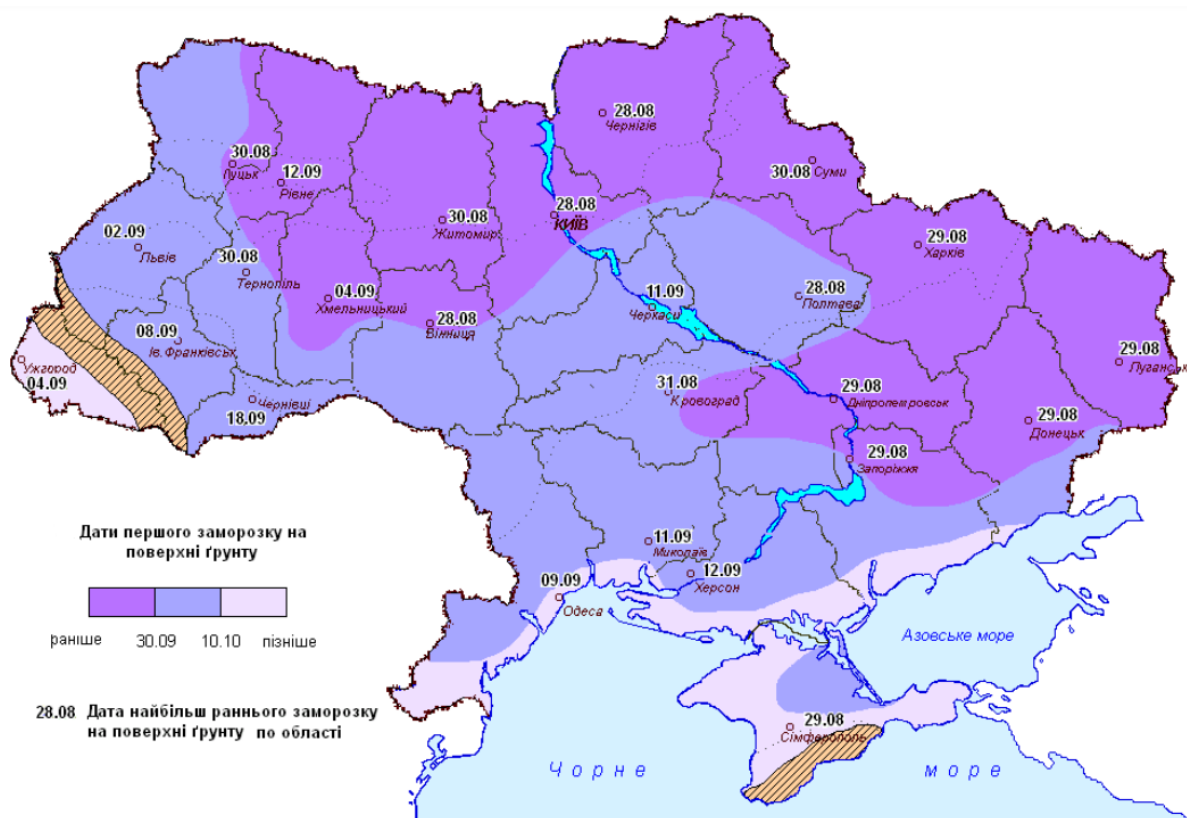 28.08
Чернігів
30.08
Луцьк
12.09
Рівне
30.08
Суми
28.08
КИЇВ
30.08
Житомир
02.09
Львів
29.08
Харків
30.08
Тернопіль
04.09
Хмельницький
28.08
Полтава
11.09
Черкаси
28.08
Вінниця
08.09
Ів.Франківськ
Ужгород
04.09
29.08
Луганськ
31.08
Кровоград
29.08
Дніпропетровськ
Чернівці
18.09
29.08
Донецьк
29.08
Запоріжжя
Дати першого заморозку на
поверхні ґрунту
раніше 30.09 10.10 пізніше
11.09
Миколаїв
12.09
Херсон
09.09
Одеса
Азовське море
28.08 Дата найбільш раннього заморозку
на поверхні ґрунту по області
29.08
Сімферополь
Чорне море